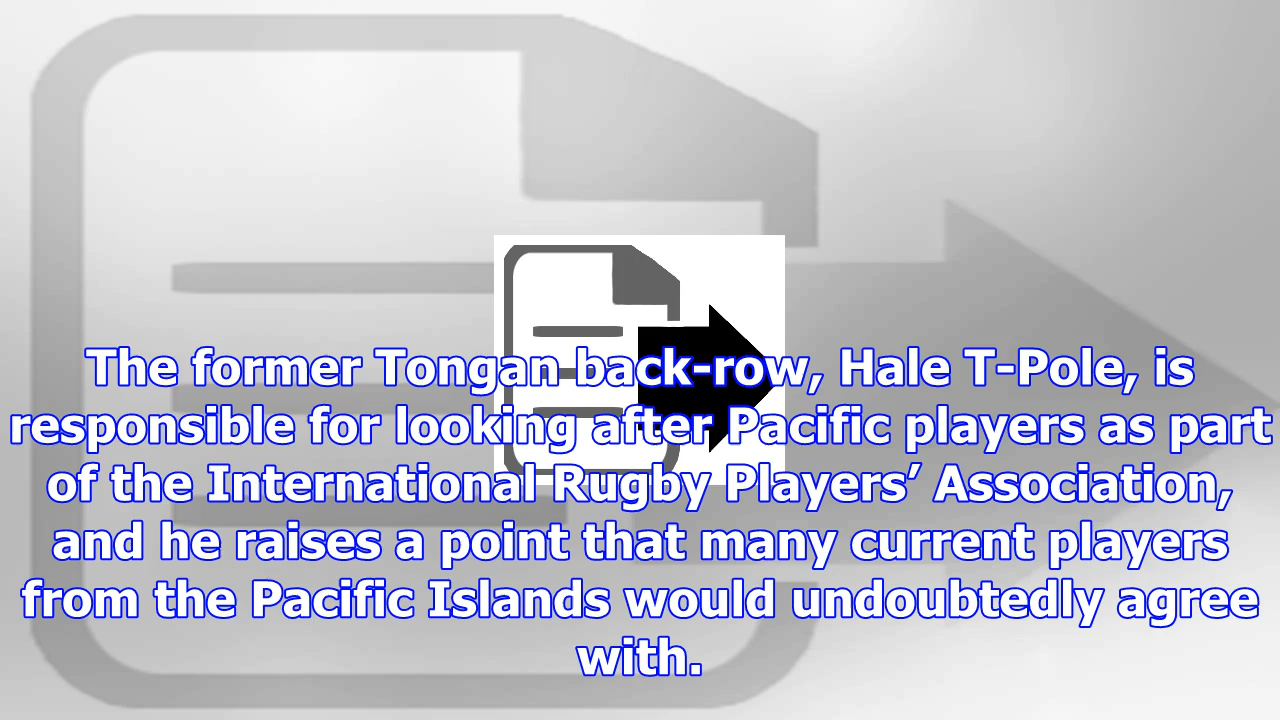 The former Tongan back-row, Hale T-Pole, is
responsible for looking after Pacific players as part
of the International Rugby Players’ Association,
and he raises a point that many current players
from the Pacific Islands would undoubtedly agree
with.